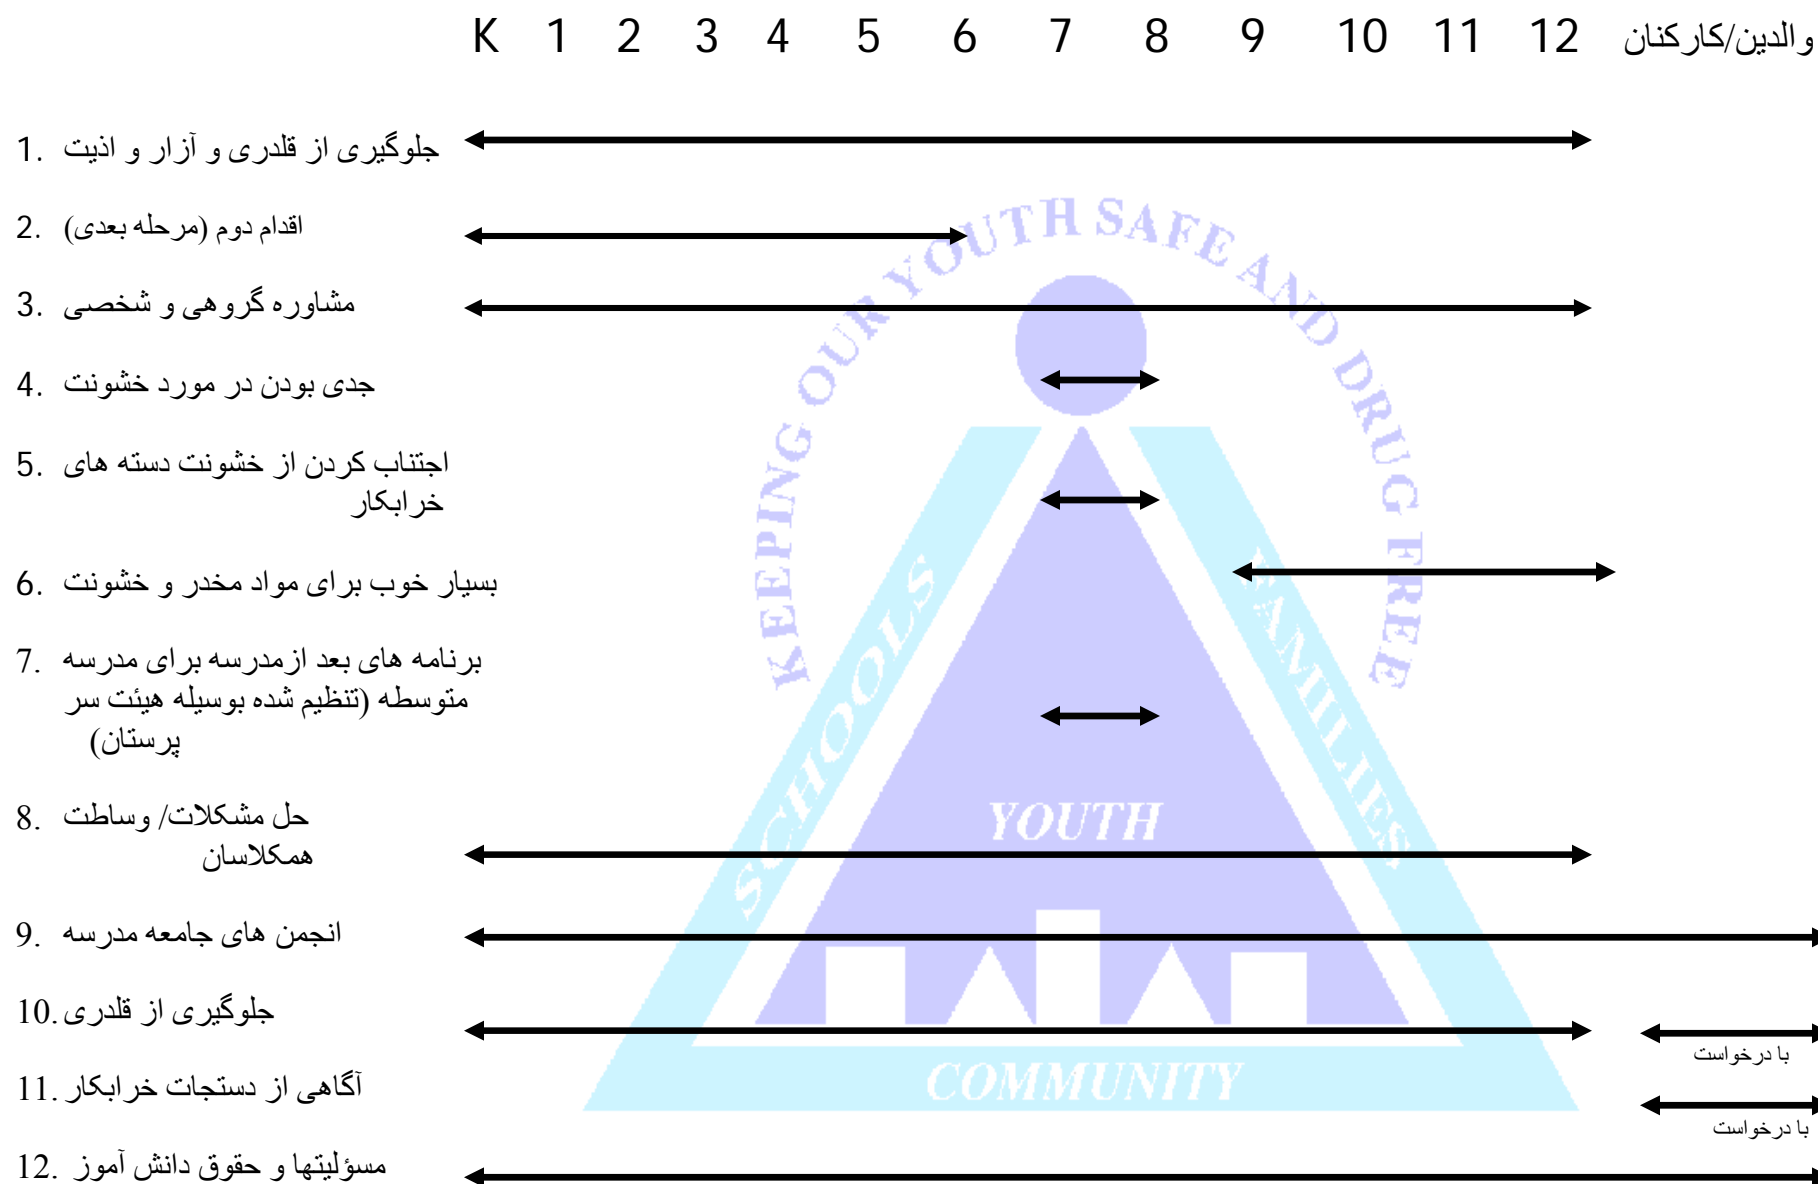 K 1 2 3 4 5 6 7 8 9 10 11 12 والدین/کارکنان
1. جلوگیری از قلدری و آزار و اذیت
2. اقدام دوم (مرحله بعدی)
3. مشاوره گروهی و شخصی
4. جدی بودن در مورد خشونت
5. اجتناب کردن از خشونت دسته های
خرابکار
6. بسیار خوب برای مواد مخدر و خشونت
7. برنامه های بعد ازمدرسه برای مدرسه
متوسطه (تنظیم شده بوسیله هیئت سر
پرستان)
8. حل مشکلات/ وساطت
همکلاسان
9. انجمن های جامعه مدرسه
10. جلوگیری از قلدری
با درخواست
11. آگاهی از دستجات خرابکار
با درخواست
12. مسؤلیتها و حقوق دانش آموز
KEEPING OUR YOUTH SAFE AND DRUG FREE
SCHOOLS
FAMILIES
YOUTH
COMMUNITY